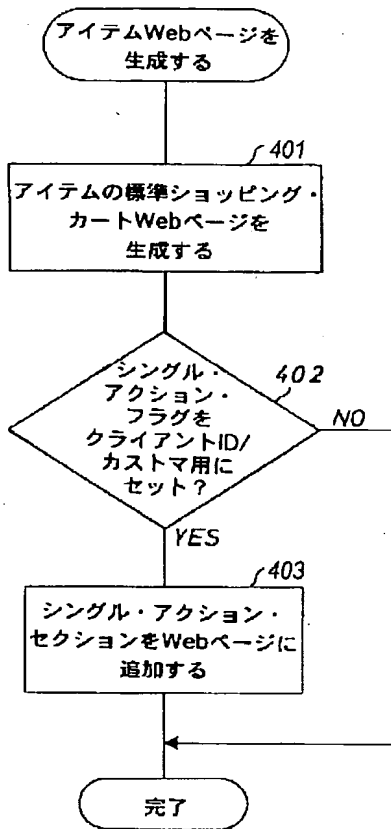 アイテムWebページを
生成する
401
アイテムの標準ショッピング・
カートWebページを
生成する
シングル・
アクション・
フラグを
クライアントID/
カストマ用に
セット?
402
NO
YES
403
シングル・アクション・
セクションをWebページに
追加する
完了